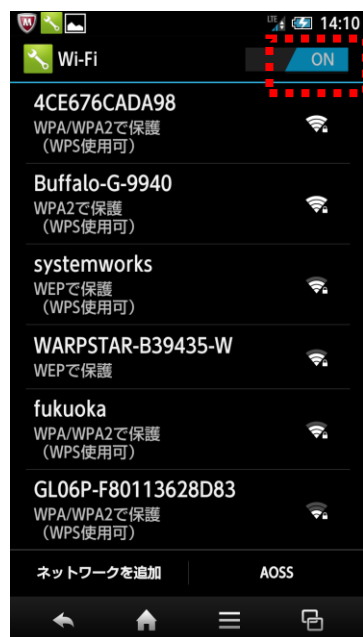 LTE 14:10
Wi-Fi ON
4CE676CADA98
WPA/WPA2で保護
（WPS使用可）
Buffalo-G-9940
WPA2で保護
（WPS使用可）
systemworks
WEPで保護
（WPS使用可）
WARPSTAR-B39435-W
WEPで保護
fukuoka
WPA/WPA2で保護
（WPS使用可）
GL06P-F80113628D83
WPA/WPA2で保護
（WPS使用可）
ネットワークを追加 AOSS